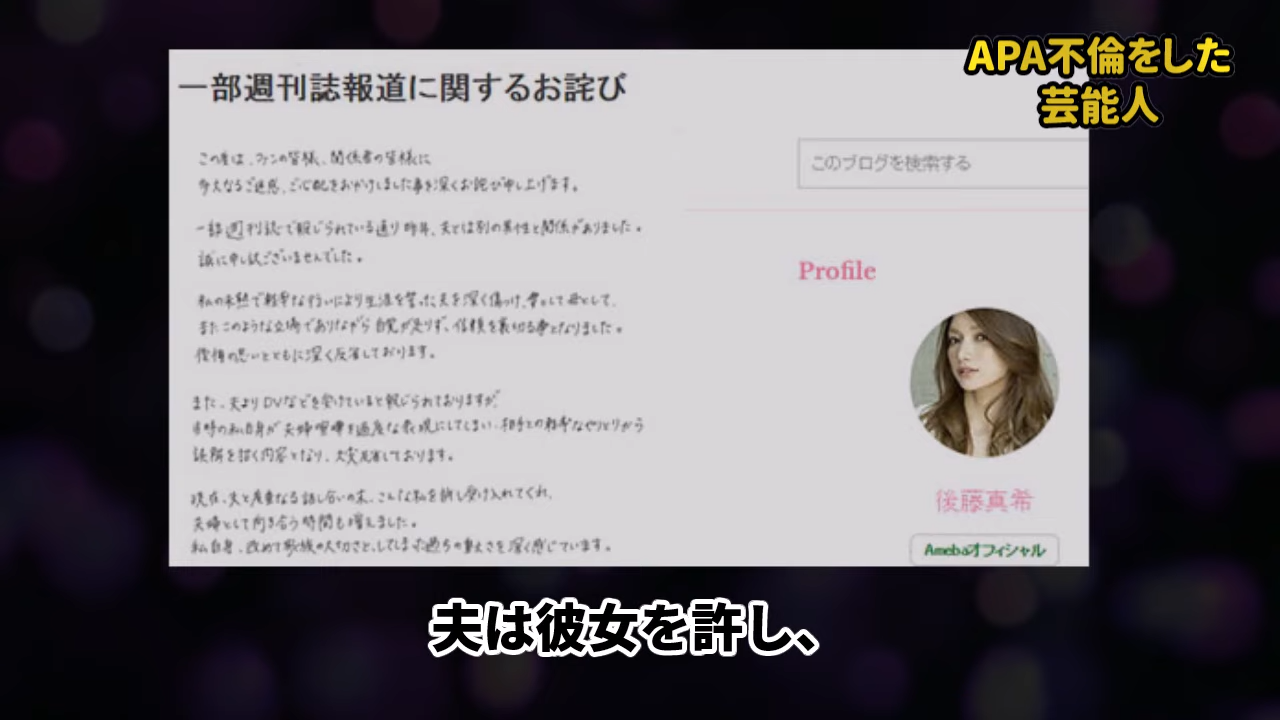 APA不倫をした
芸能人
一部週刊誌報道に関するお詫び
この度は、ファンの皆様、関係者の皆様に
多大なるご迷惑、ご心配をおかけしました事を深くお詫び申し上げます。
一部週刊誌で報じられている通り昨年、夫とは別の異性と関係がありました。
誠に申し訳ございませんでした。
私の未熟で軽率な行いにより生涯を誓った夫を深く傷つけ、妻として母として、
またこのような立場でありながら自覚が足りず、信頼を裏切る事となりました。
後悔の思いとともに深く反省しております。
また、夫よりDVなどを受けていると報じられておりますが、
当時の私自身が夫婦喧嘩を過度な表現にしてしまい、相手との軽率なやりとりから
誤解を招く内容となり、大変反省しております。
現在、夫と度重なる話し合いの末、こんな私を許し受け入れてくれ、
夫婦として向き合う時間も増えました。
私自身、改めて家族の大切さと、してしまった過ちの重大さを深く感じています。
このブログを検索する
Profile
後藤真希
Amebaオフィシャル
夫は彼女を許し、